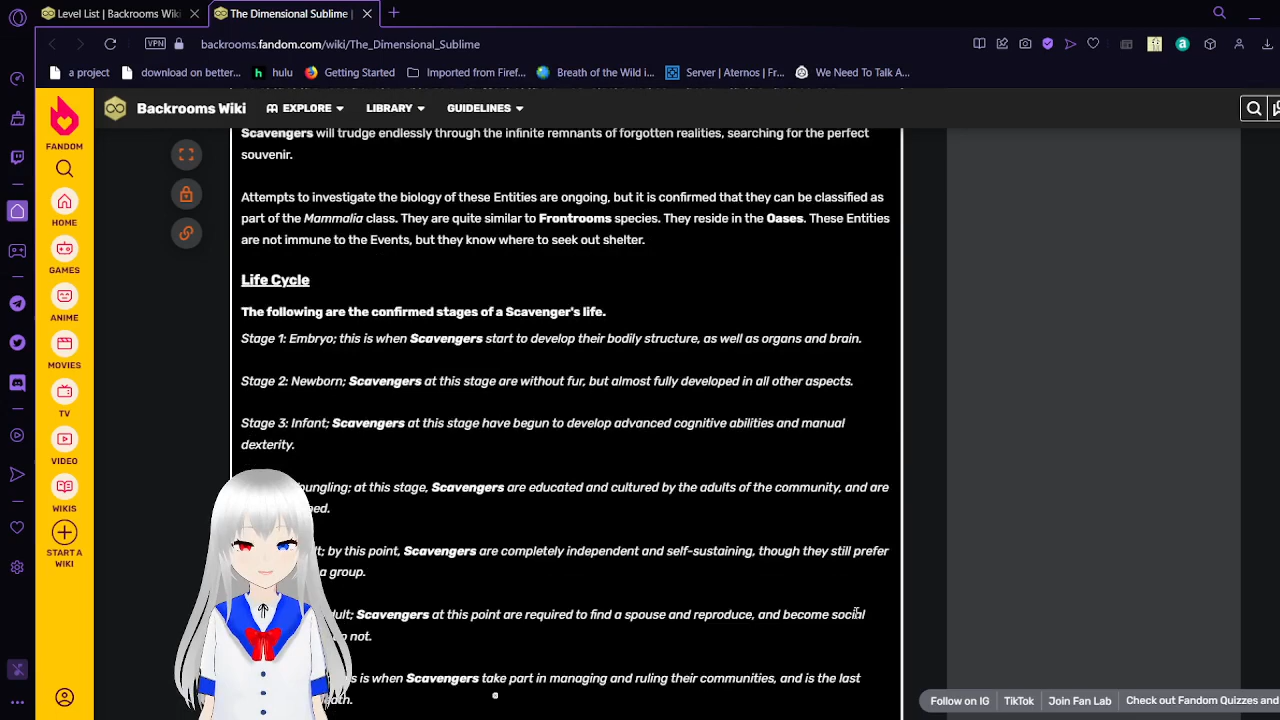 Level List | Backrooms Wiki
The Dimensional Sublime |
VPN
backrooms.fandom.com/wiki/The_Dimensional_Sublime
a project
download on better...
hulu
Getting Started
Imported from Firef...
Breath of the Wild i...
Server | Aternos | Fr...
We Need To Talk A...
Backrooms Wiki
EXPLORE
LIBRARY
GUIDELINES
FANDOM
HOME
GAMES
ANIME
MOVIES
TV
VIDEO
WIKIS
START A
WIKI
Scavengers will trudge endlessly through the infinite remnants of forgotten realities, searching for the perfect
souvenir.
Attempts to investigate the biology of these Entities are ongoing, but it is confirmed that they can be classified as
part of the Mammalia class. They are quite similar to Frontrooms species. They reside in the Oases. These Entities
are not immune to the Events, but they know where to seek out shelter.
Life Cycle
The following are the confirmed stages of a Scavenger's life.
Stage 1: Embryo; this is when Scavengers start to develop their bodily structure, as well as organs and brain.
Stage 2: Newborn; Scavengers at this stage are without fur, but almost fully developed in all other aspects.
Stage 3: Infant; Scavengers at this stage have begun to develop advanced cognitive abilities and manual
dexterity.
ungling; at this stage, Scavengers are educated and cultured by the adults of the community, and are
by this point, Scavengers are completely independent and self-sustaining, though they still prefer
a group.
Scavengers at this point are required to find a spouse and reproduce, and become social
not.
is when Scavengers take part in managing and ruling their communities, and is the last
Follow on IG
TikTok
Join Fan Lab
Check out Fandom Quizzes and